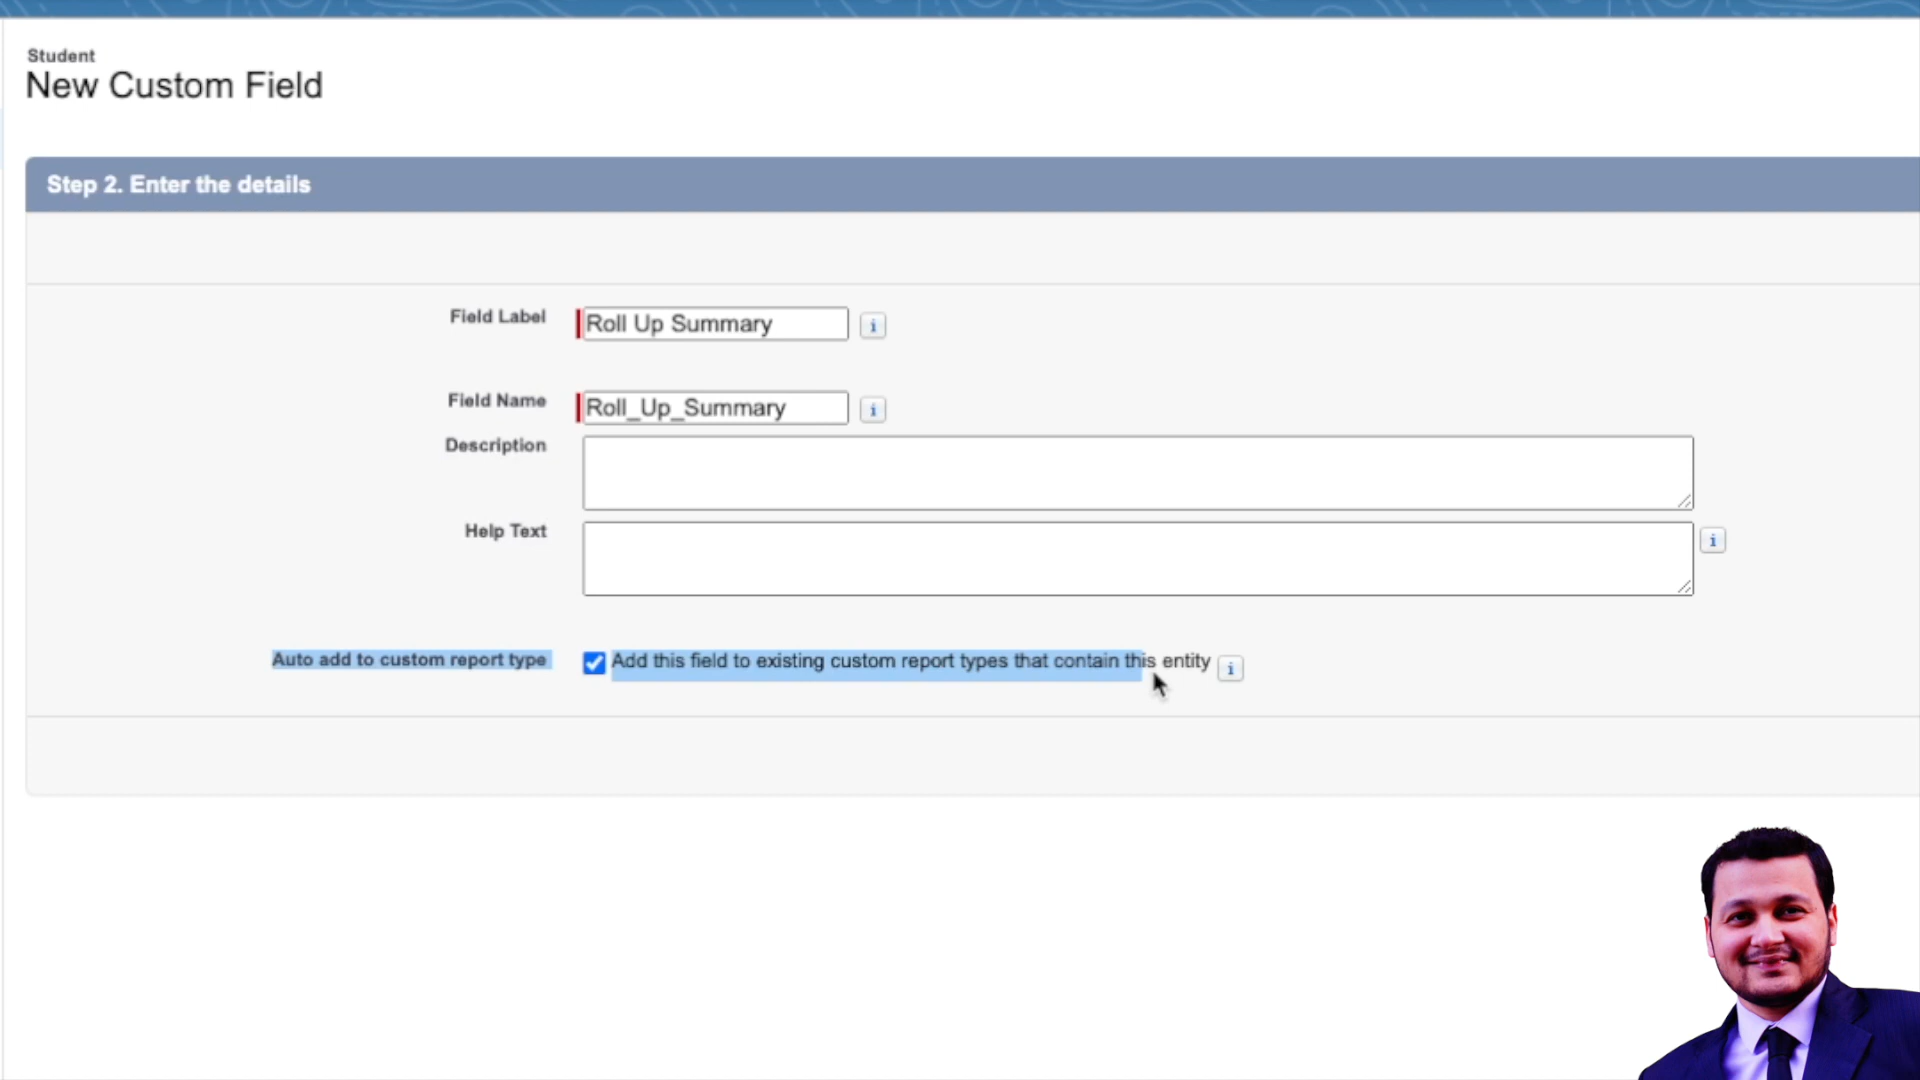 Student
New Custom Field
Step 2. Enter the details
Field Label Roll Up Summary
Field Name Roll_Up_Summary
Description
Help Text
Auto add to custom report type Add this field to existing custom report types that contain this entity